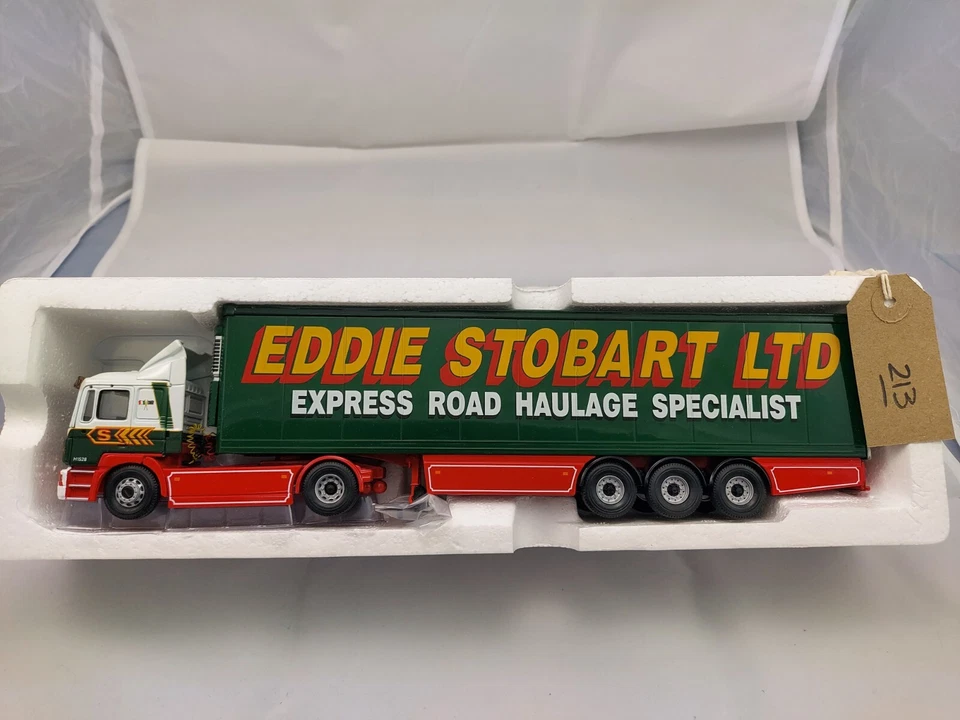 EDDIE STOBART LTD
EXPRESS ROAD HAULAGE SPECIALIST
S
213